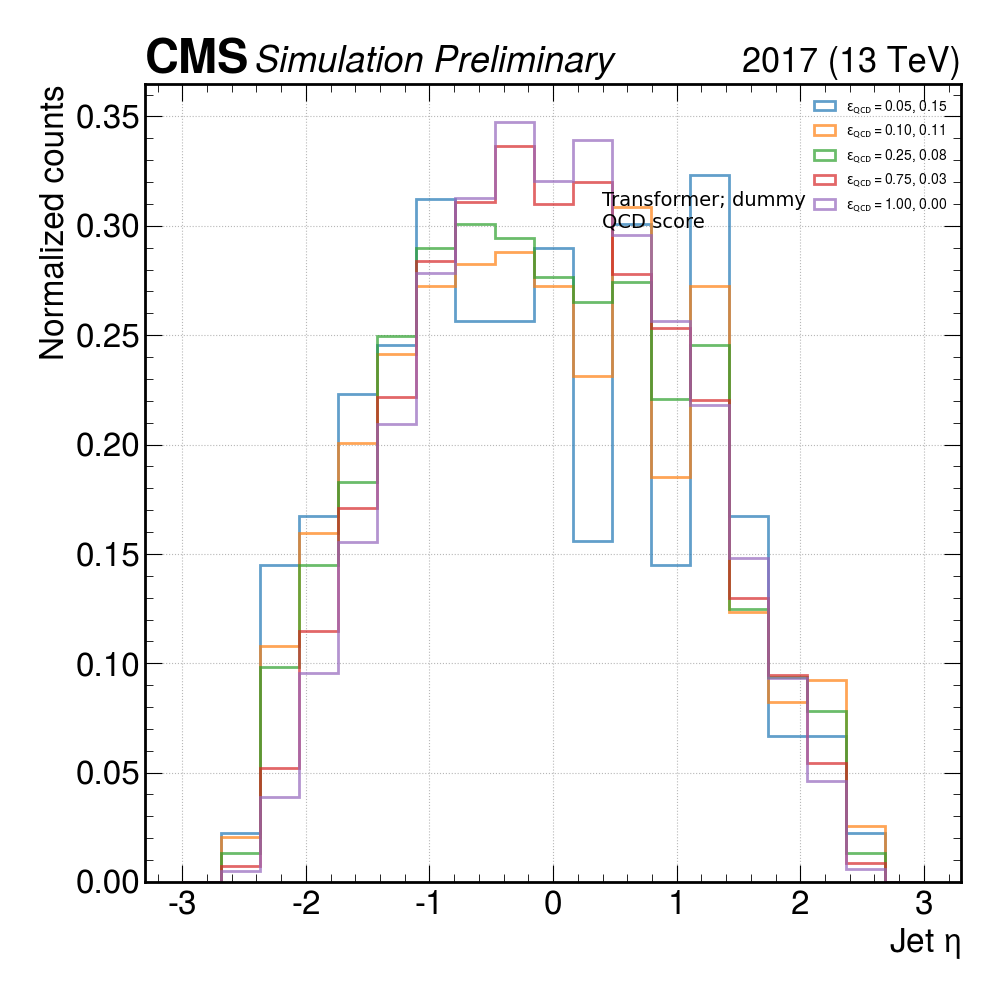 CMS Simulation Preliminary 2017 (13 TeV)
Normalized counts
0.35
0.30
0.25
0.20
0.15
0.10
0.05
0.00
εQCD = 0.05, 0.15
εQCD = 0.10, 0.11
εQCD = 0.25, 0.08
εQCD = 0.75, 0.03
εQCD = 1.00, 0.00
Transformer; dummy
QCD score
-3 -2 -1 0 1 2 3
Jet η